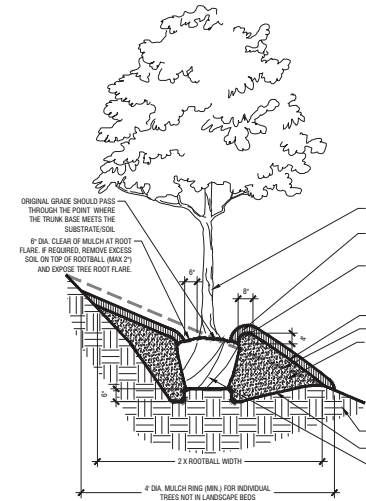 ORIGINAL GRADE SHOULD PASS
THROUGH THE POINT WHERE
THE TRUNK BASE MEETS THE
SUBSTRATE/SOIL
6" DIA. CLEAR OF MULCH AT ROOT
FLARE. IF REQUIRED, REMOVE EXCESS
SOIL ON TOP OF ROOTBALL (MAX 2")
AND EXPOSE TREE ROOT FLARE.
6"
8"
4"
6"
2 X ROOTBALL WIDTH
4' DIA. MULCH RING (MIN.) FOR INDIVIDUAL
TREES NOT IN LANDSCAPE BEDS